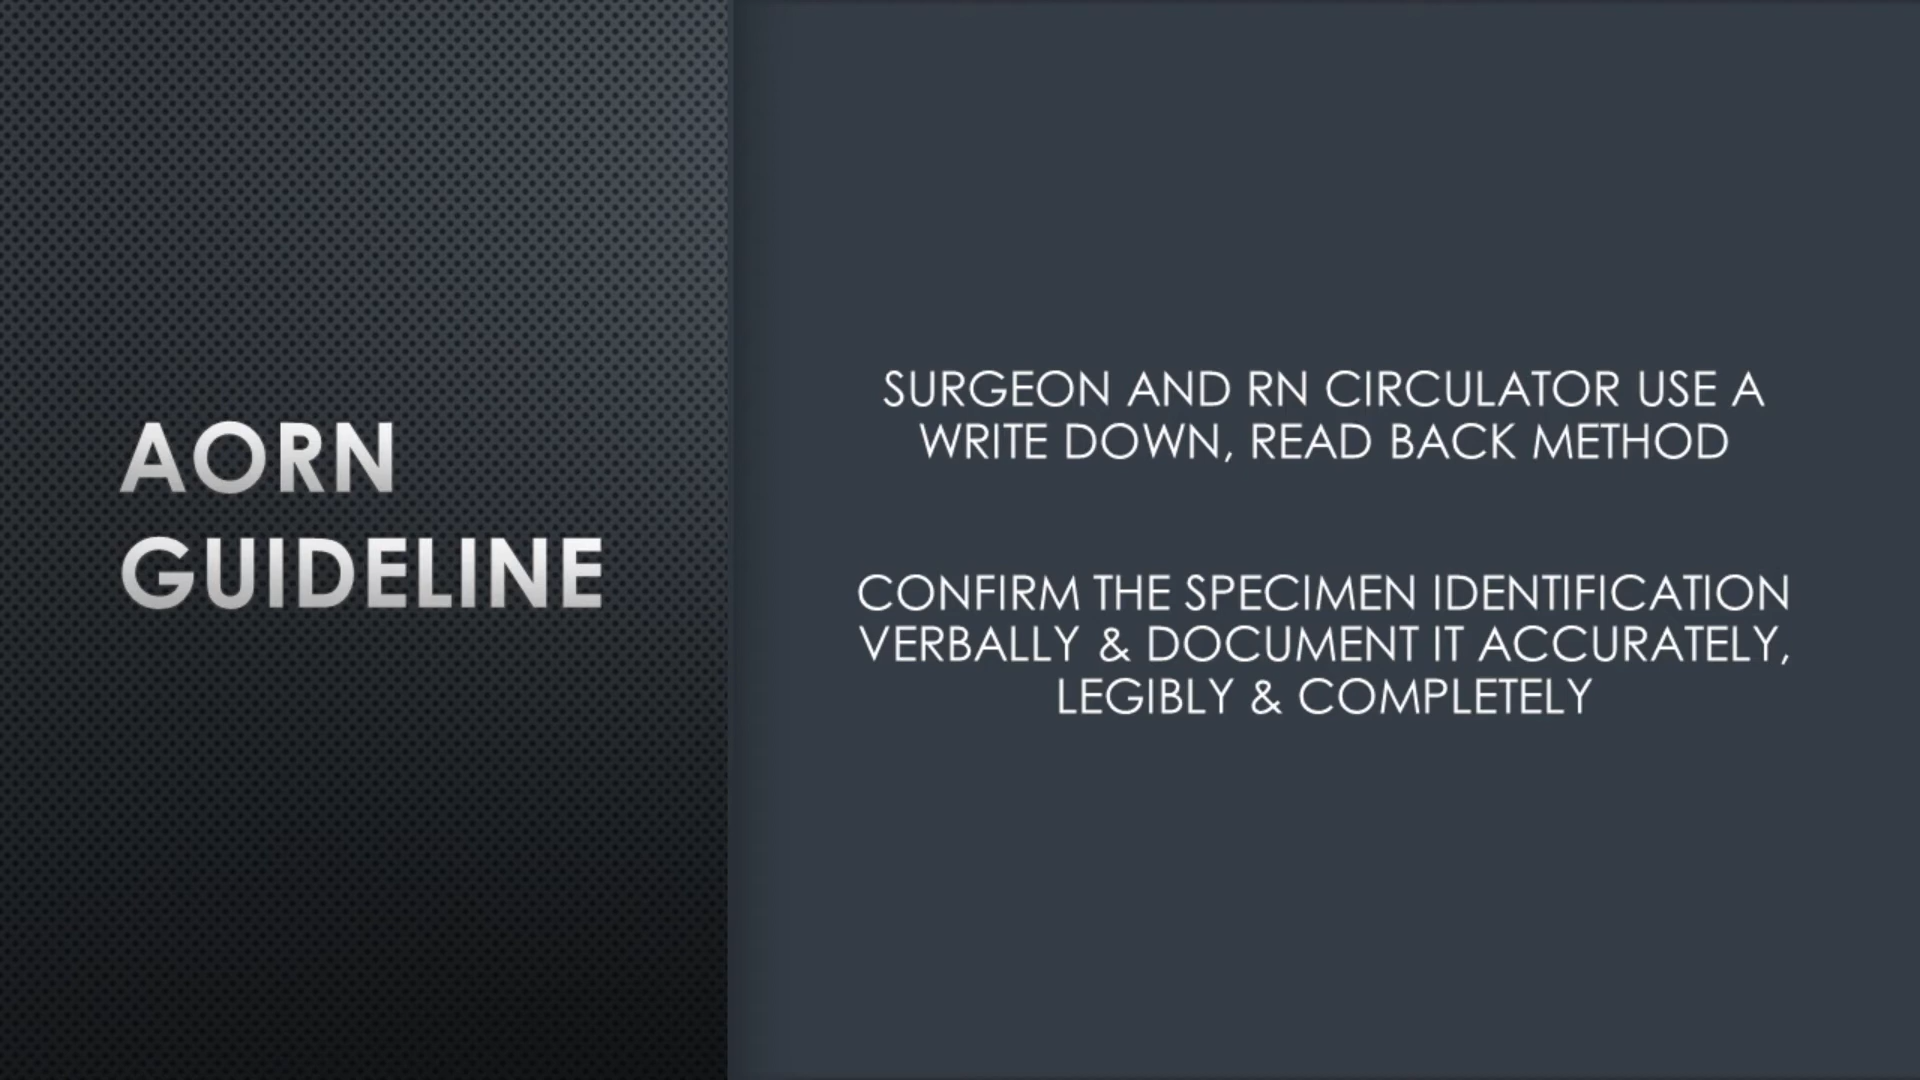 AORN
GUIDELINE
SURGEON AND RN CIRCULATOR USE A
WRITE DOWN, READ BACK METHOD
CONFIRM THE SPECIMEN IDENTIFICATION
VERBALLY & DOCUMENT IT ACCURATELY,
LEGIBLY & COMPLETELY